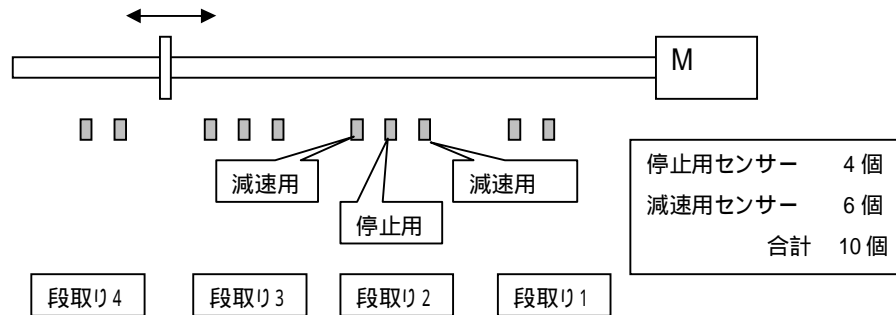 M
減速用
減速用
停止用
停止用センサー 4個
減速用センサー 6個
合計 10個
段取り4
段取り3
段取り2
段取り1